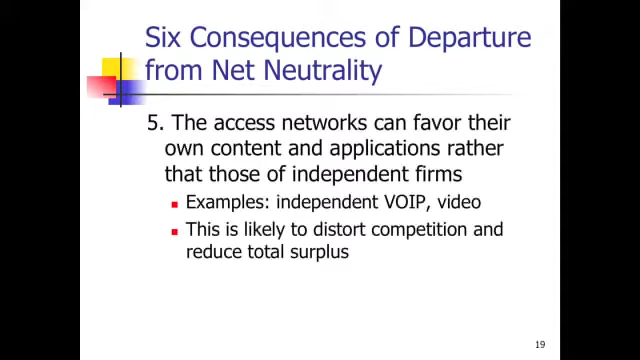 Six Consequences of Departure
from Net Neutrality
5. The access networks can favor their
own content and applications rather
that those of independent firms
Examples: independent VOIP, video
This is likely to distort competition and
reduce total surplus
19